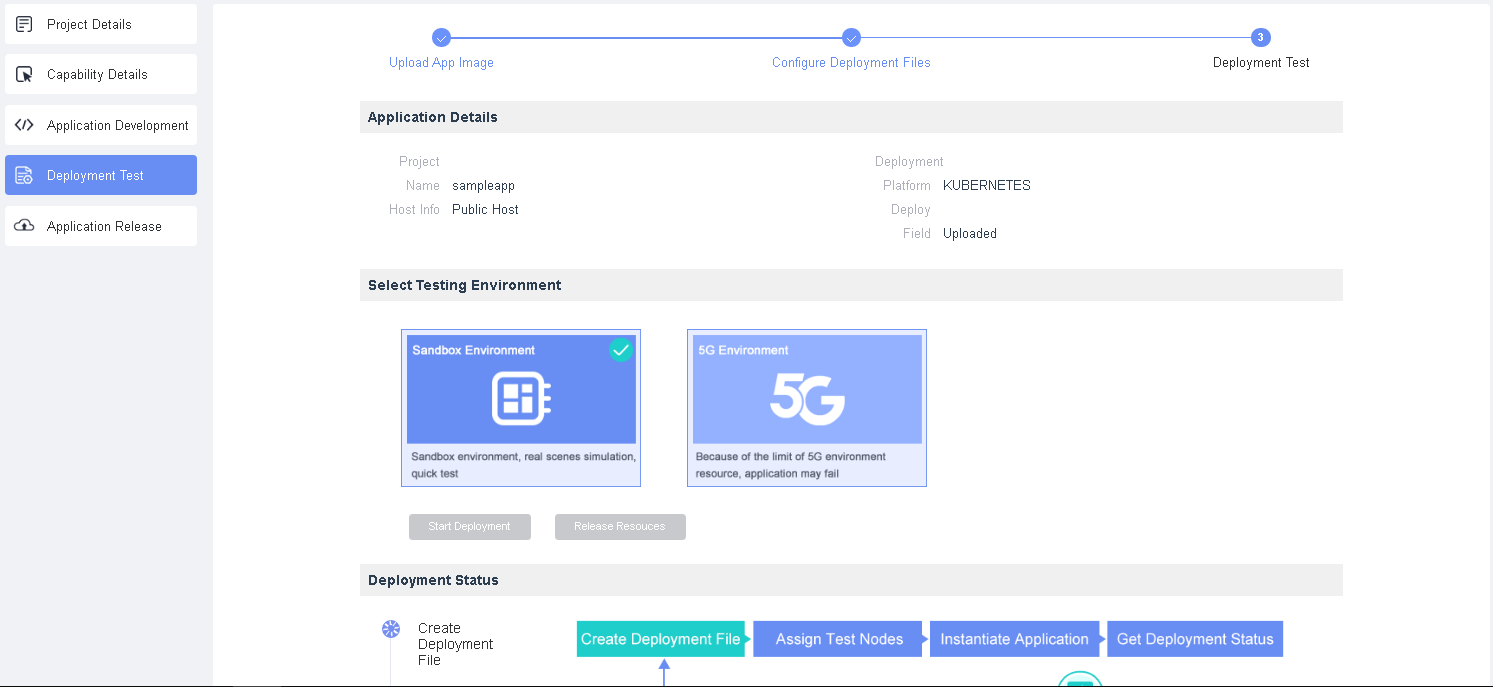 Project Details
Capability Details
Application Development
Deployment Test
Application Release
Upload App Image
Configure Deployment Files
3
Deployment Test
Application Details
Project
Name sampleapp
Host Info Public Host
Deployment
Platform KUBERNETES
Deploy
Field Uploaded
Select Testing Environment
Sandbox Environment
Sandbox environment, real scenes simulation,
quick test
5G Environment
5G
Because of the limit of 5G environment
resource, application may fail
Start Deployment
Release Resouces
Deployment Status
Create
Deployment
File
Create Deployment File
Assign Test Nodes
Instantiate Application
Get Deployment Status